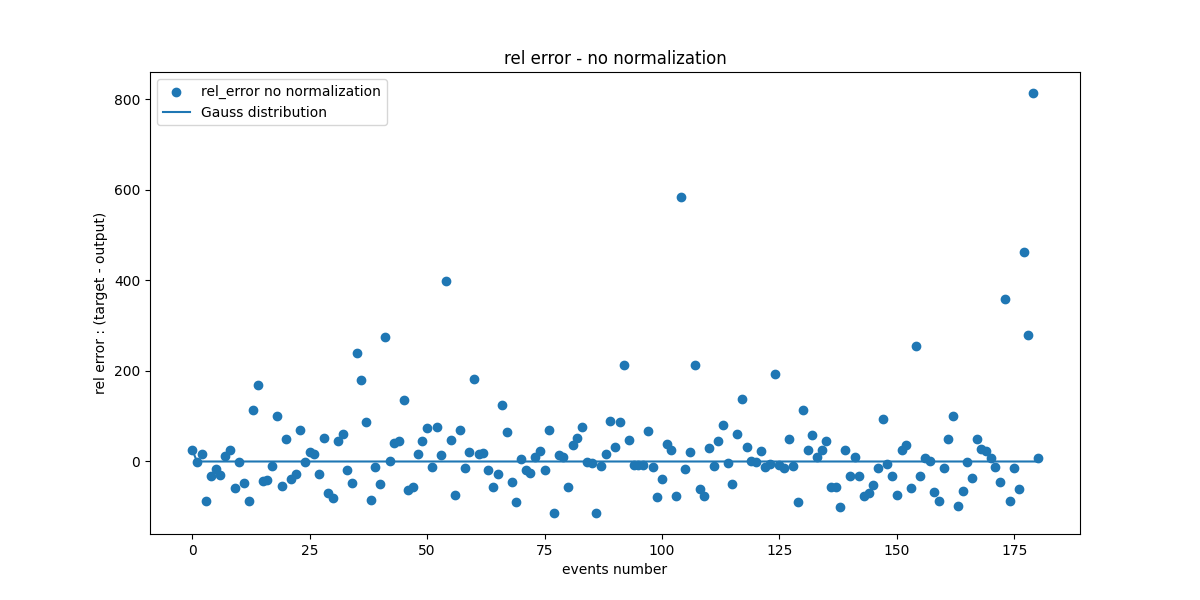 rel error - no normalization
rel_error no normalization
Gauss distribution
rel error : (target - output)
800
600
400
200
0
0 25 50 75 100 125 150 175
events number